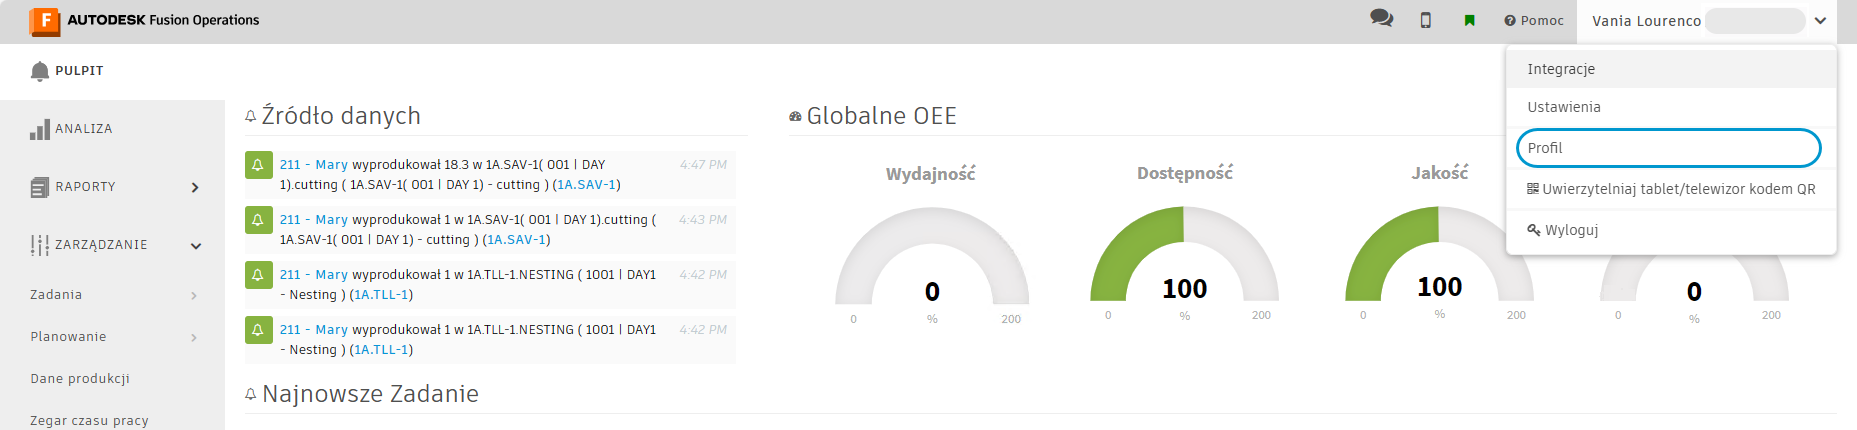 AUTODESK Fusion Operations
Pomoc
Vania Lourenco
PULPIT
ANALIZA
RAPORTY
ZARZĄDZANIE
Zadania
Planowanie
Dane produkcji
Zegar czasu pracy
Źródło danych
211 - Mary wyprodukował 18.3 w 1A.SAV-1( 001 | DAY 4:47 PM
1).cutting ( 1A.SAV-1( 001 | DAY 1) - cutting ) (1A.SAV-1)
211 - Mary wyprodukował 1 w 1A.SAV-1( 001 | DAY 1).cutting ( 4:43 PM
1A.SAV-1( 001 | DAY 1) - cutting ) (1A.SAV-1)
211 - Mary wyprodukował 1 w 1A.TLL-1.NESTING ( 1001 | DAY1 4:42 PM
- Nesting ) (1A.TLL-1)
211 - Mary wyprodukował 1 w 1A.TLL-1.NESTING ( 1001 | DAY1 4:42 PM
- Nesting ) (1A.TLL-1)
Najnowsze Zadanie
Globalne OEE
Wydajność
0
0 % 200
Dostępność
100
0 % 200
Jakość
100
0 % 200
0
0 % 200
Integracje
Ustawienia
Profil
Uwierzytelniaj tablet/telewizor kodem QR
Wyloguj